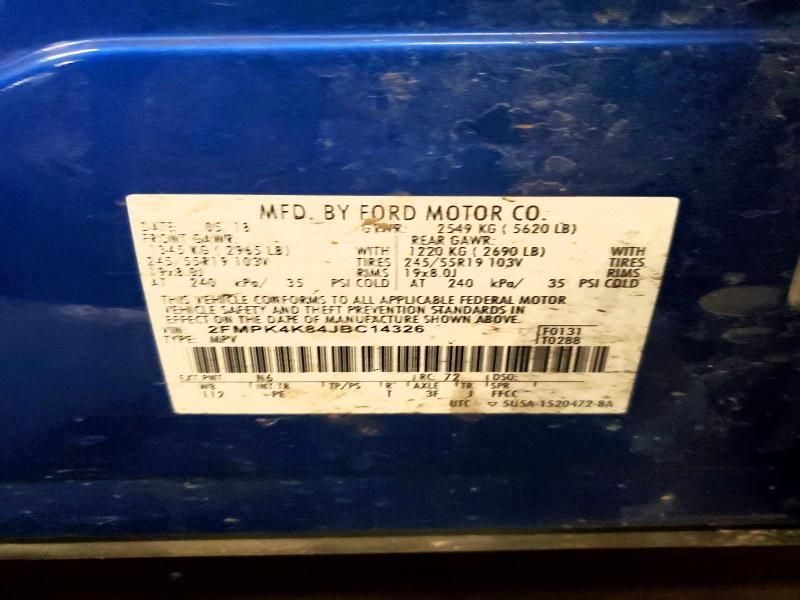 MFD. BY FORD MOTOR CO.
DATE: 05/18 GVWR: 2549 KG ( 5620 LB)
FRONT GAWR: REAR GAWR:
1345 KG ( 2965 LB) WITH 1220 KG ( 2690 LB) WITH
245/55R19 103V TIRES 245/55R19 103V TIRES
19x8.0J RIMS 19x8.0J RIMS
AT 240 kPa/ 35 PSI COLD AT 240 kPa/ 35 PSI COLD
THIS VEHICLE CONFORMS TO ALL APPLICABLE FEDERAL MOTOR
VEHICLE SAFETY AND THEFT PREVENTION STANDARDS IN
EFFECT ON THE DATE OF MANUFACTURE SHOWN ABOVE.
VIN: 2FMPK4K84JBC14326 F0131
TYPE: MPV T0288
EXT PNT: N6 RC: 72 DSO:
WB INT TR TP/PS R AXLE TR SPR
112 PE T 3F J FFCC
UTC 5U5A-1520472-BA